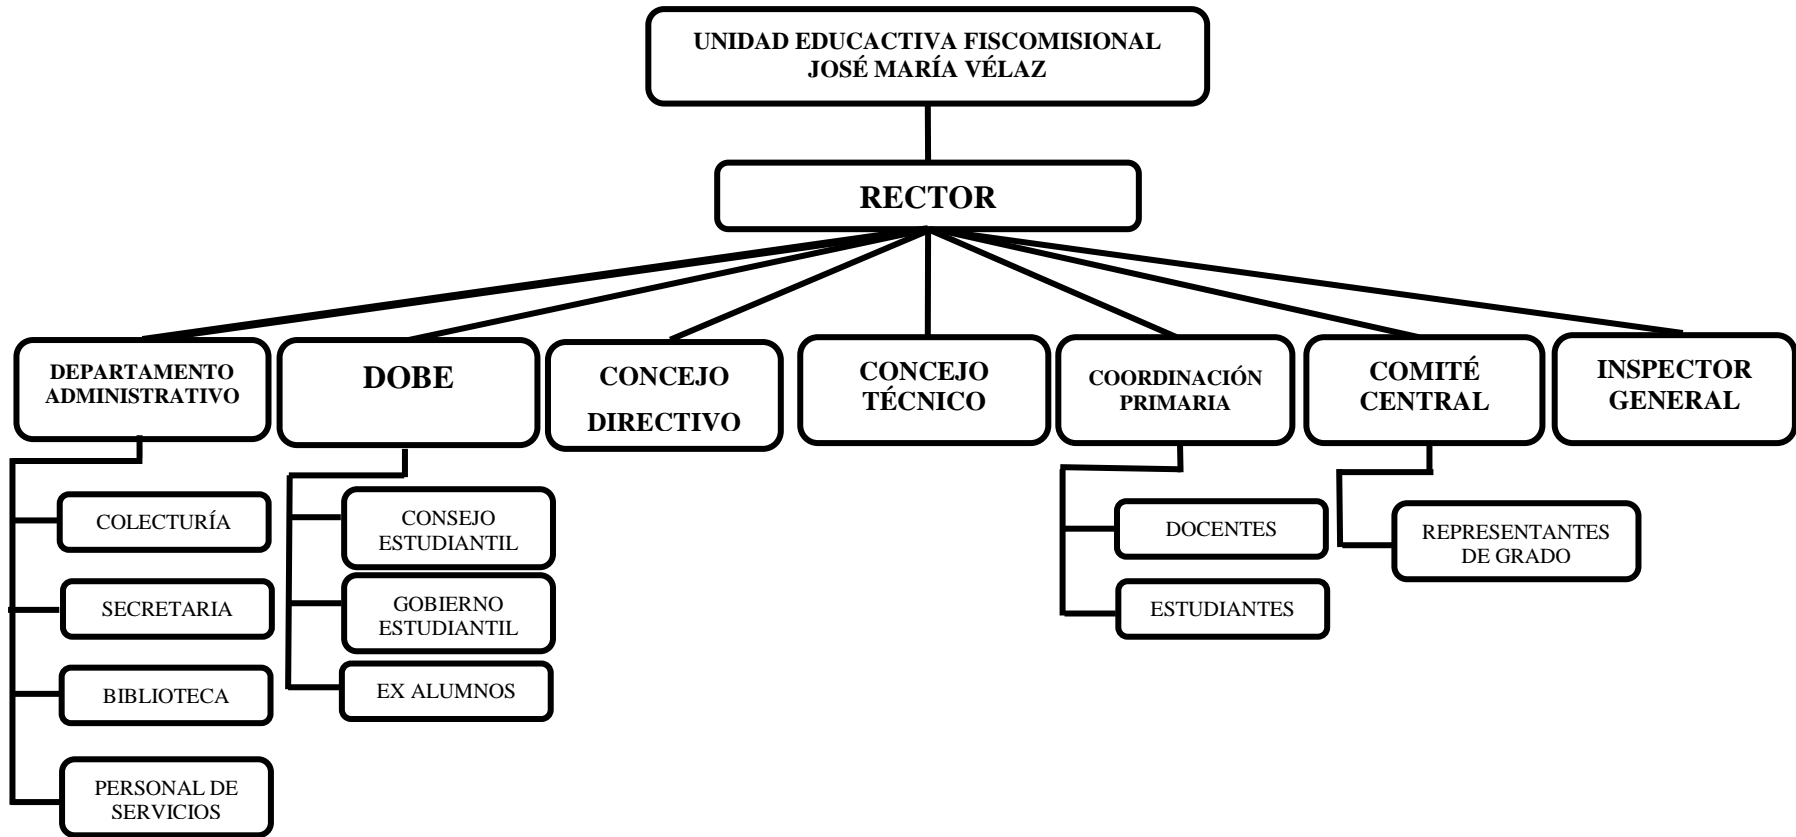 UNIDAD EDUCACTIVA FISCOMISIONAL
JOSÉ MARÍA VÉLAZ
RECTOR
DEPARTAMENTO
ADMINISTRATIVO
DOBE
CONCEJO
DIRECTIVO
CONCEJO
TÉCNICO
COORDINACIÓN
PRIMARIA
COMITÉ
CENTRAL
INSPECTOR
GENERAL
COLECTURÍA
SECRETARIA
BIBLIOTECA
PERSONAL DE
SERVICIOS
CONSEJO
ESTUDIANTIL
GOBIERNO
ESTUDIANTIL
EX ALUMNOS
DOCENTES
ESTUDIANTES
REPRESENTANTES
DE GRADO